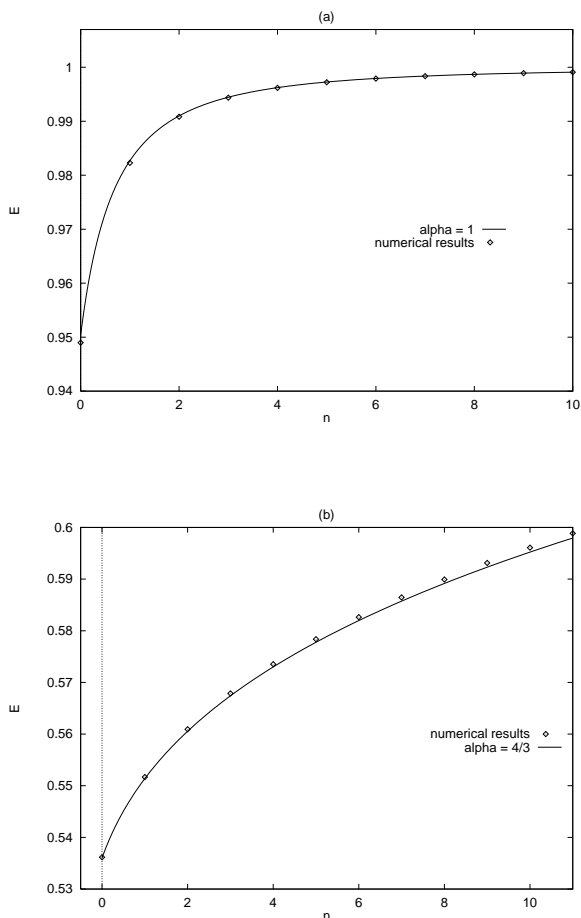 (a)
1
0.99
0.98
0.97
0.96
0.95
0.94
E
alpha = 1
numerical results
0 2 4 6 8 10
n
(b)
0.6
0.59
0.58
0.57
0.56
0.55
0.54
0.53
E
numerical results
alpha = 4/3
0 2 4 6 8 10
n